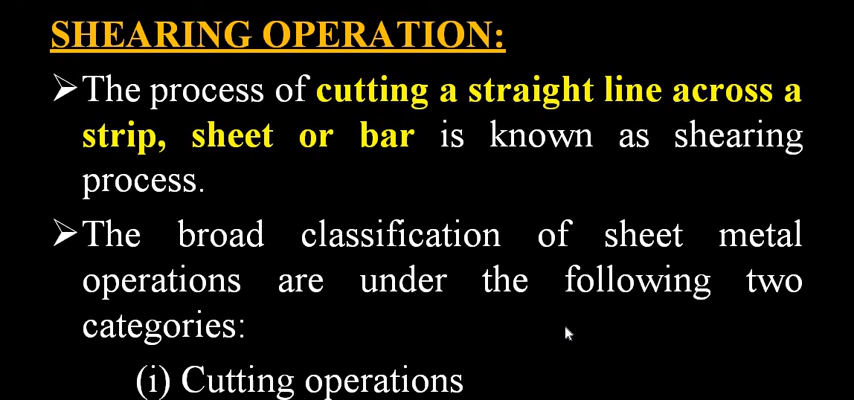 SHEARING OPERATION:
➢The process of cutting a straight line across a
strip, sheet or bar is known as shearing
process.
➢The broad classification of sheet metal
operations are under the following two
categories:
(i) Cutting operations